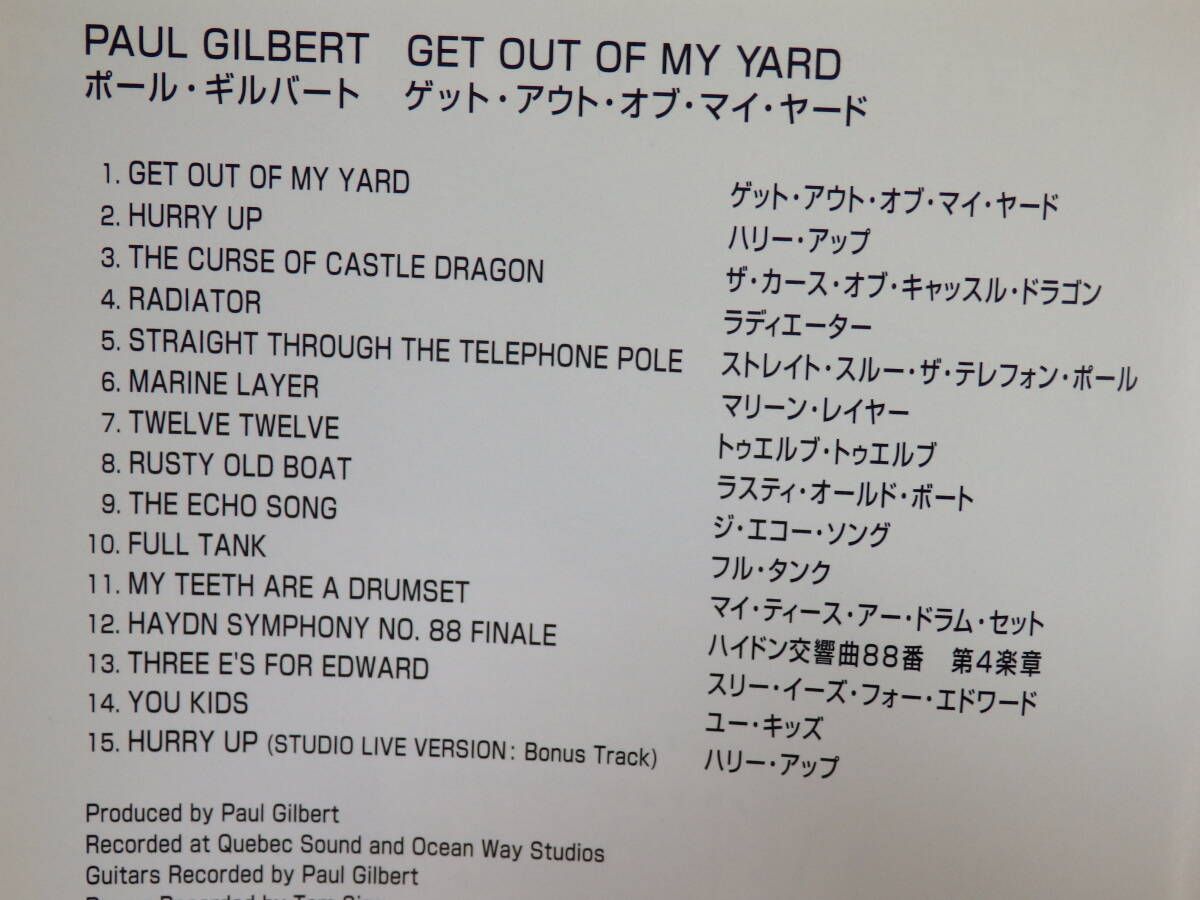 PAUL GILBERT GET OUT OF MY YARD
ポール・ギルバート ゲット・アウト・オブ・マイ・ヤード
1. GET OUT OF MY YARD ゲット・アウト・オブ・マイ・ヤード
2. HURRY UP ハリー・アップ
3. THE CURSE OF CASTLE DRAGON ザ・カース・オブ・キャッスル・ドラゴン
4. RADIATOR ラディエーター
5. STRAIGHT THROUGH THE TELEPHONE POLE ストレイト・スルー・ザ・テレフォン・ポール
6. MARINE LAYER マリーン・レイヤー
7. TWELVE TWELVE トゥエルブ・トゥエルブ
8. RUSTY OLD BOAT ラスティ・オールド・ボート
9. THE ECHO SONG ジ・エコー・ソング
10. FULL TANK フル・タンク
11. MY TEETH ARE A DRUMSET マイ・ティース・アー・ドラム・セット
12. HAYDN SYMPHONY NO. 88 FINALE ハイドン交響曲88番 第4楽章
13. THREE E'S FOR EDWARD スリー・イーズ・フォー・エドワード
14. YOU KIDS ユー・キッズ
15. HURRY UP (STUDIO LIVE VERSION: Bonus Track) ハリー・アップ
Produced by Paul Gilbert
Recorded at Quebec Sound and Ocean Way Studios
Guitars Recorded by Paul Gilbert